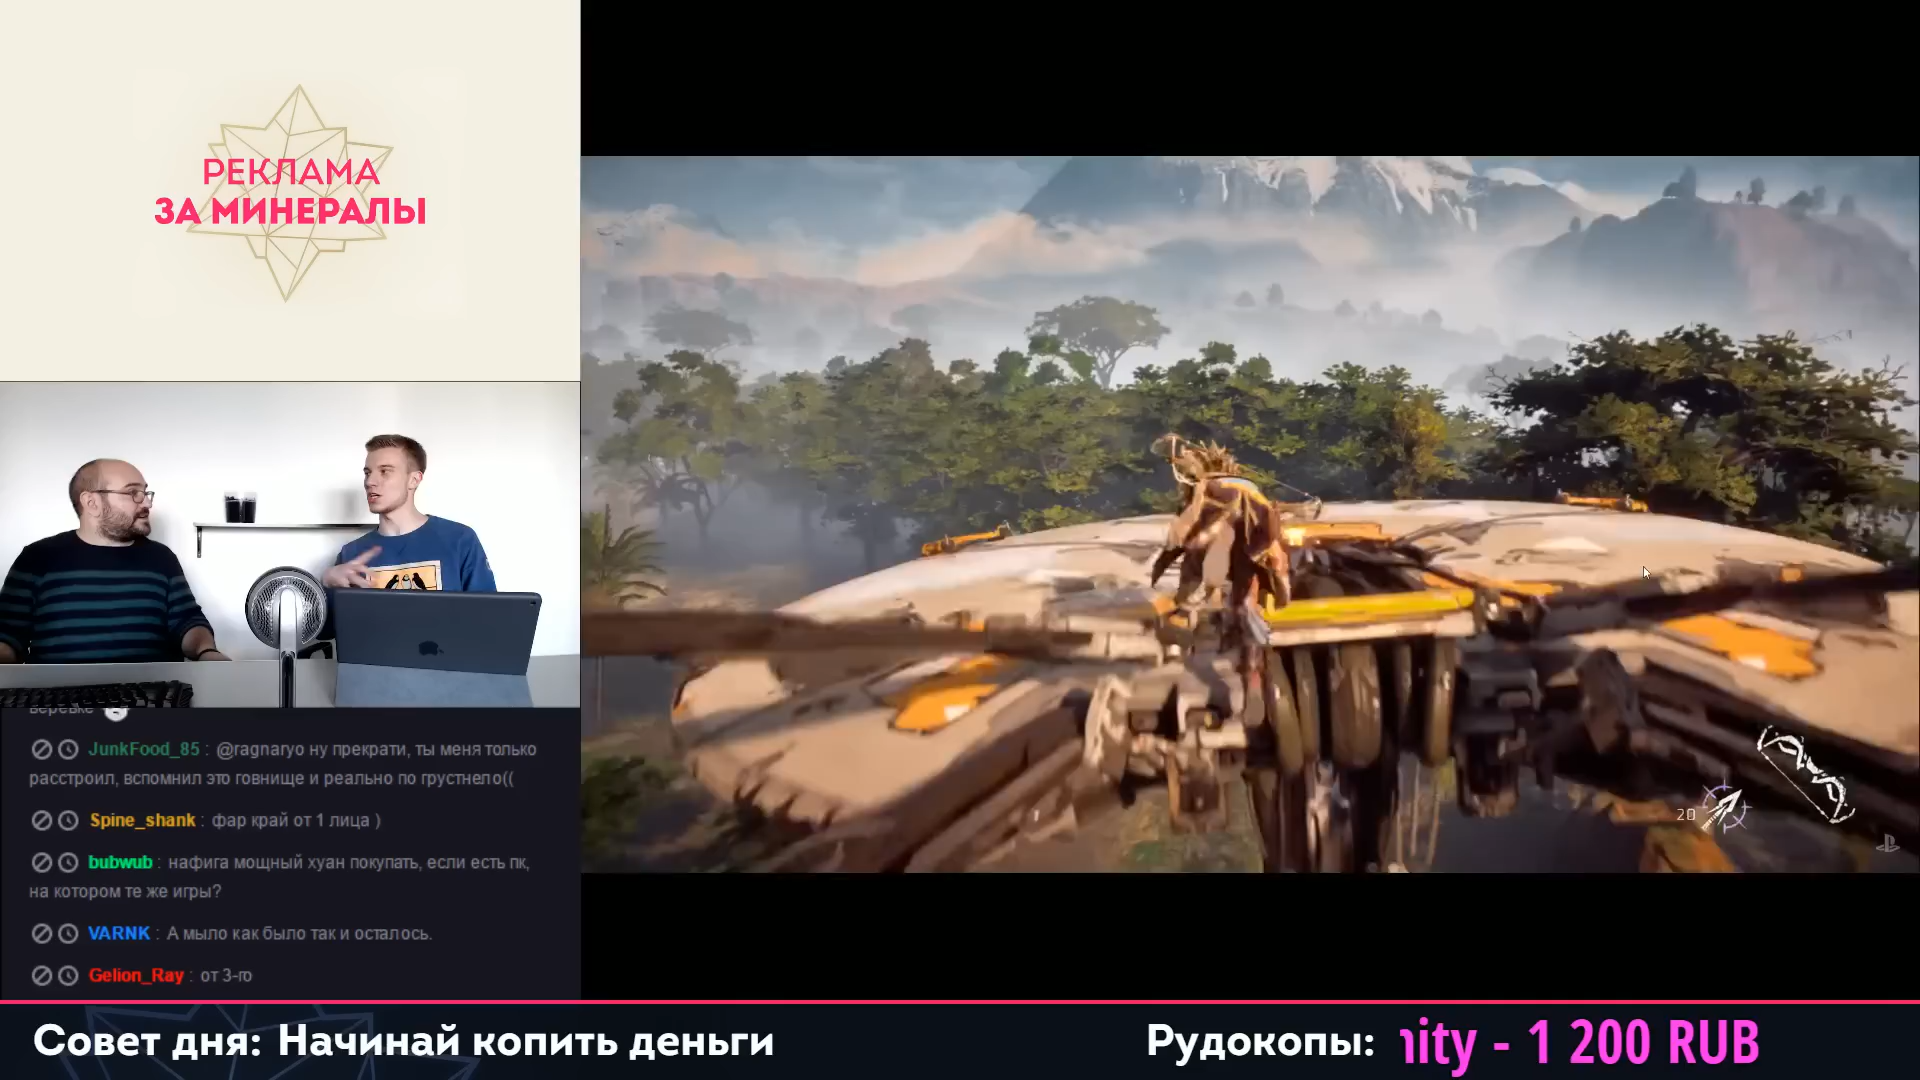 РЕКЛАМА
ЗА МИНЕРАЛЫ
веревке
JunkFood_85 : @ragnaryo ну прекрати, ты меня только
расстроил, вспомнил это говнище и реально по грустнело((
Spine_shank : фар край от 1 лица )
bubwub : нафига мощный хуан покупать, если есть пк,
на котором те же игры?
VARNK : А мыло как было так и осталось.
Gelion_Ray : от 3-го
20
Совет дня: Начинай копить деньги
Рудокопы: nity - 1 200 RUB